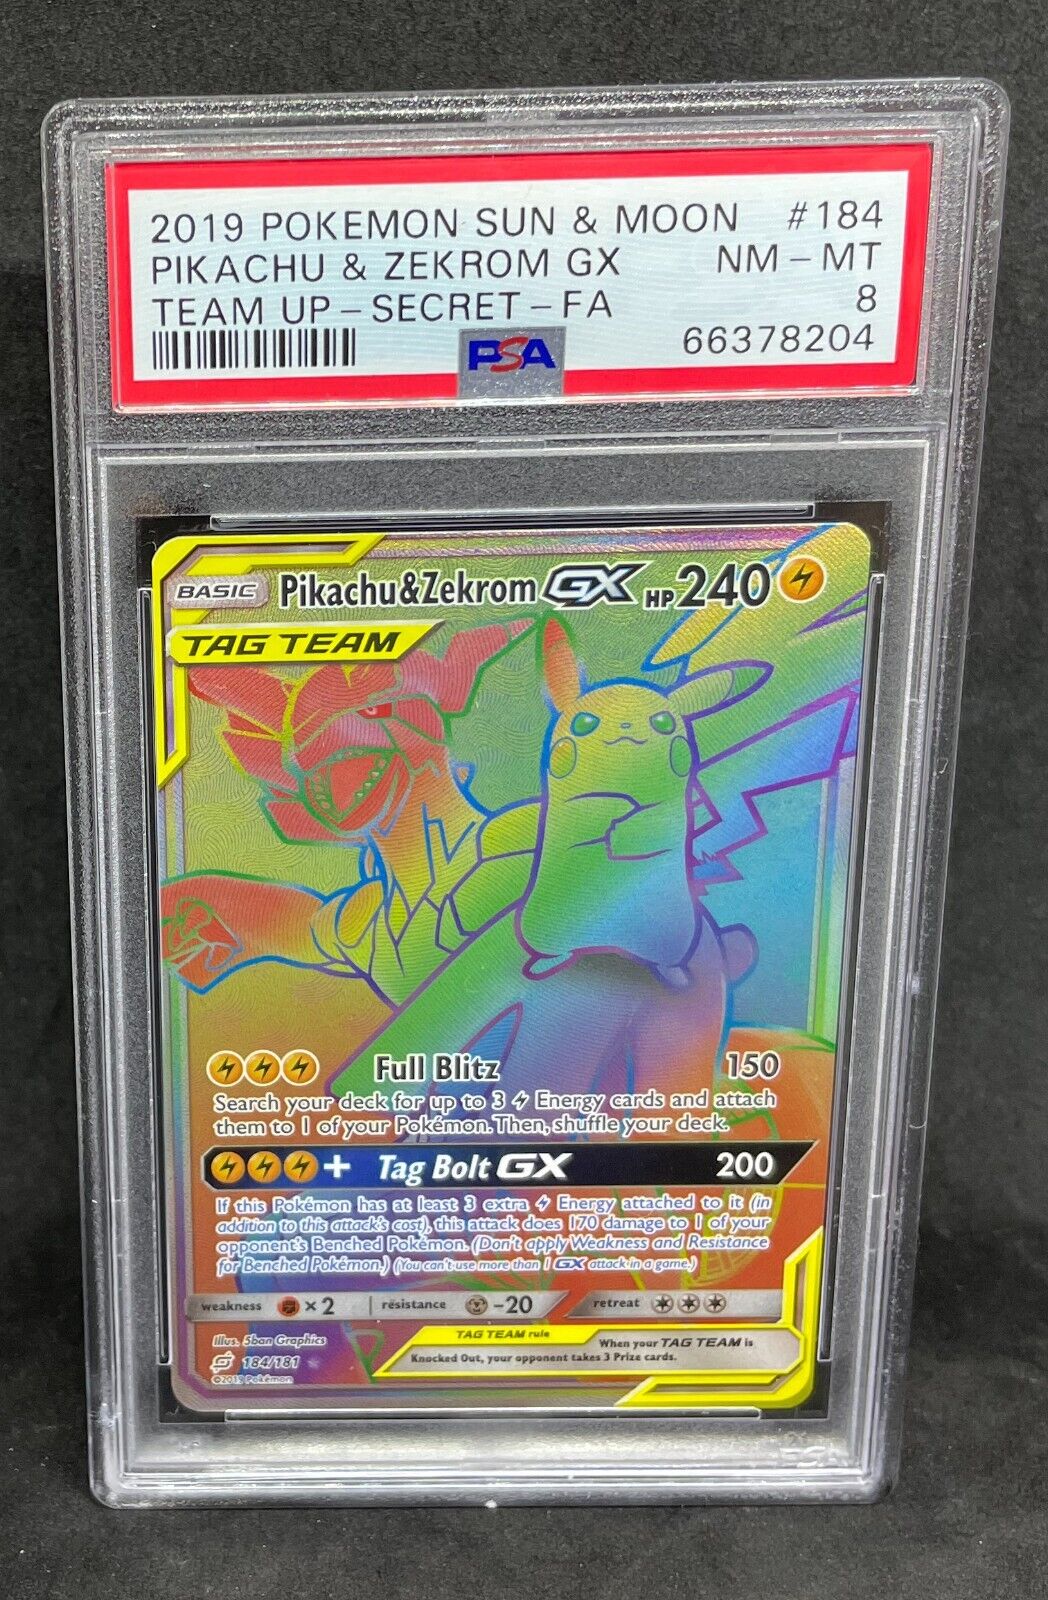 2019 POKEMON SUN & MOON #184
PIKACHU & ZEKROM GX NM - MT
TEAM UP - SECRET - FA 8
PSA 66378204
BASIC Pikachu&Zekrom GX HP 240
TAG TEAM
Full Blitz 150
Search your deck for up to 3 Energy cards and attach
them to 1 of your Pokémon. Then, shuffle your deck.
+ Tag Bolt GX 200
If this Pokémon has at least 3 extra Energy attached to it (in
addition to this attack's cost), this attack does 170 damage to 1 of your
opponent's Benched Pokémon. (Don't apply Weakness and Resistance
for Benched Pokémon.) (You can't use more than 1 GX attack in a game.)
weakness ×2 resistance -20 retreat
Illus. 5ban Graphics
TAG TEAM rule When your TAG TEAM is
Knocked Out, your opponent takes 3 Prize cards.
184/181
©2019 Pokémon